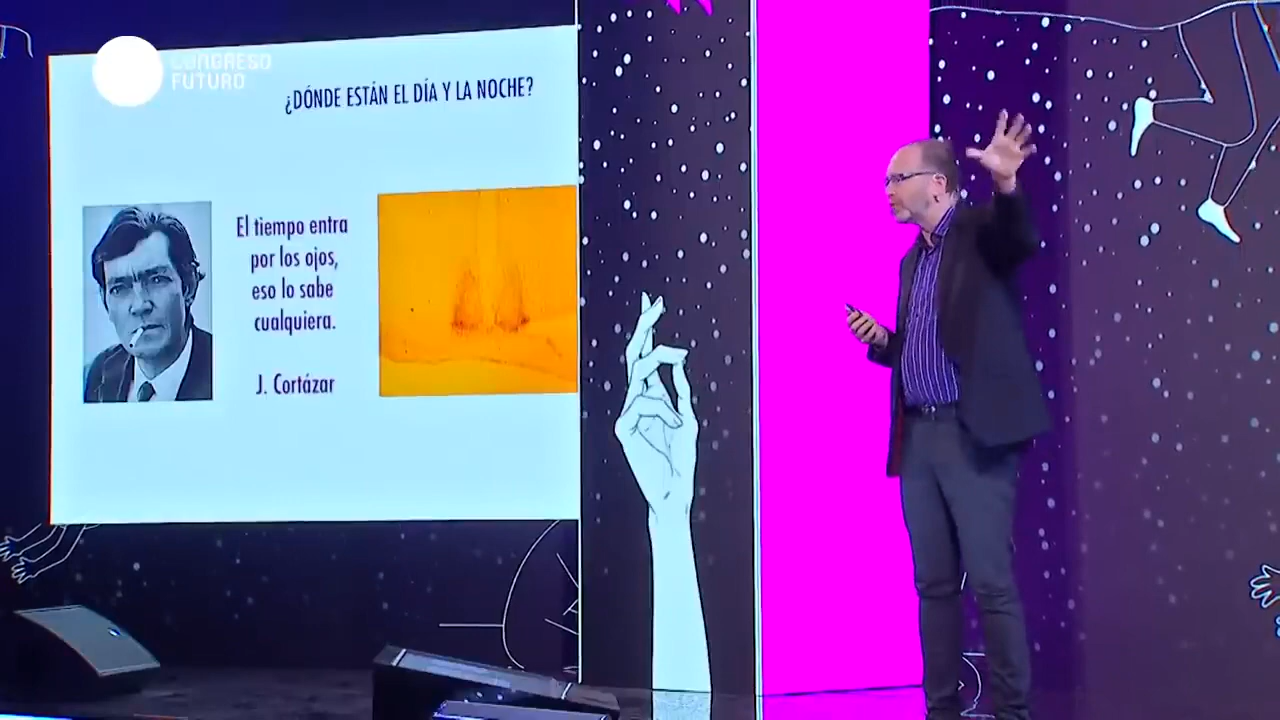 CONGRESO
FUTURO
¿DÓNDE ESTÁN EL DÍA Y LA NOCHE?
El tiempo entra
por los ojos,
eso lo sabe
cualquiera.
J. Cortázar